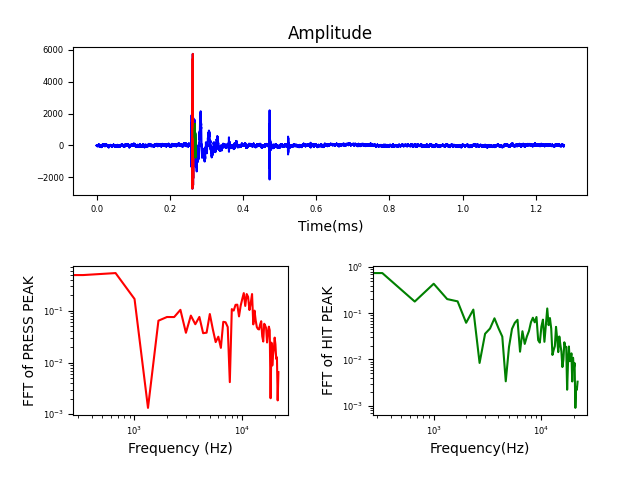 Amplitude
6000
4000
2000
0
−2000
0.0 0.2 0.4 0.6 0.8 1.0 1.2
Time(ms)
FFT of PRESS PEAK
10⁻¹
10⁻²
10⁻³
10³ 10⁴
Frequency (Hz)
FFT of HIT PEAK
10⁰
10⁻¹
10⁻²
10⁻³
10³ 10⁴
Frequency(Hz)